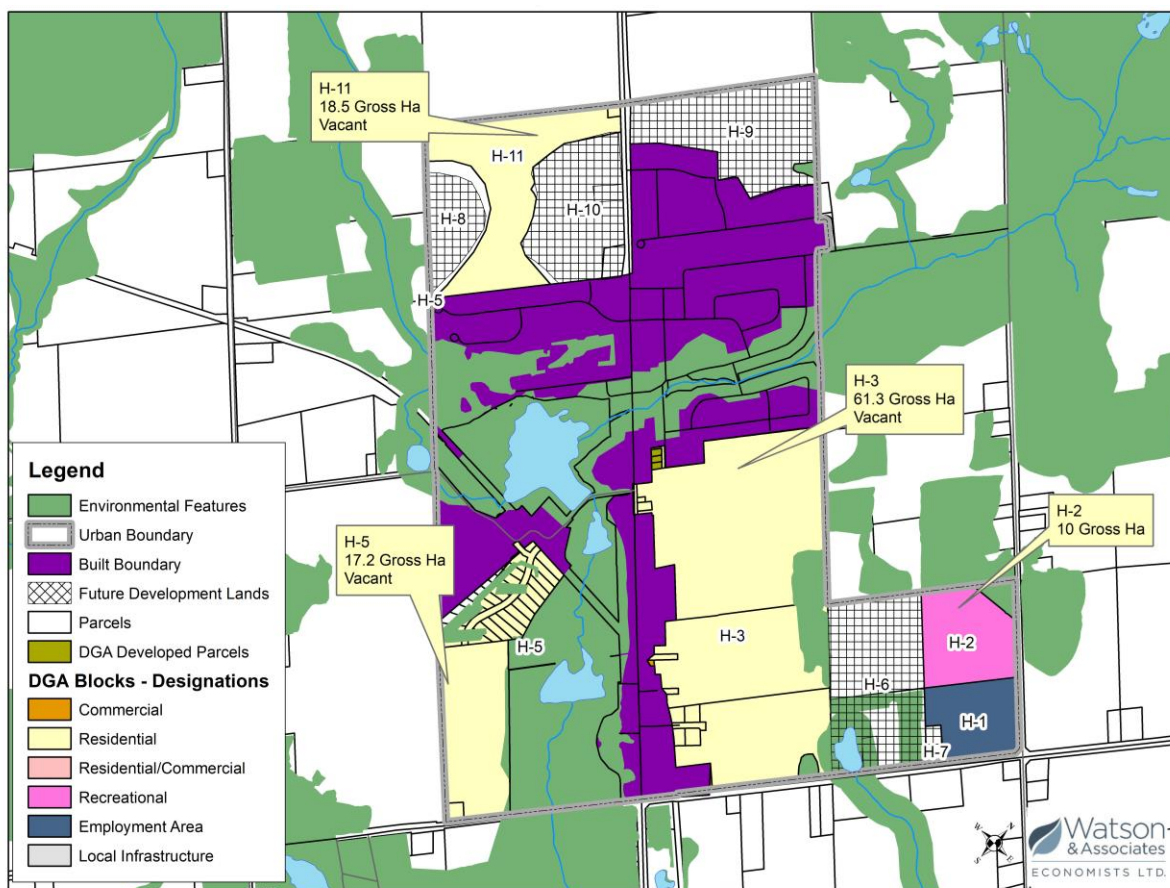 H-11
18.5 Gross Ha
Vacant
H-9
H-11
H-8
H-10
H-5
H-3
61.3 Gross Ha
Vacant
H-2
10 Gross Ha
H-5
17.2 Gross Ha
Vacant
H-5
H-3
H-6
H-2
H-7
H-1
Legend
Environmental Features
Urban Boundary
Built Boundary
Future Development Lands
Parcels
DGA Developed Parcels
DGA Blocks - Designations
Commercial
Residential
Residential/Commercial
Recreational
Employment Area
Local Infrastructure
W N
S E
Watson
& Associates
ECONOMISTS LTD.